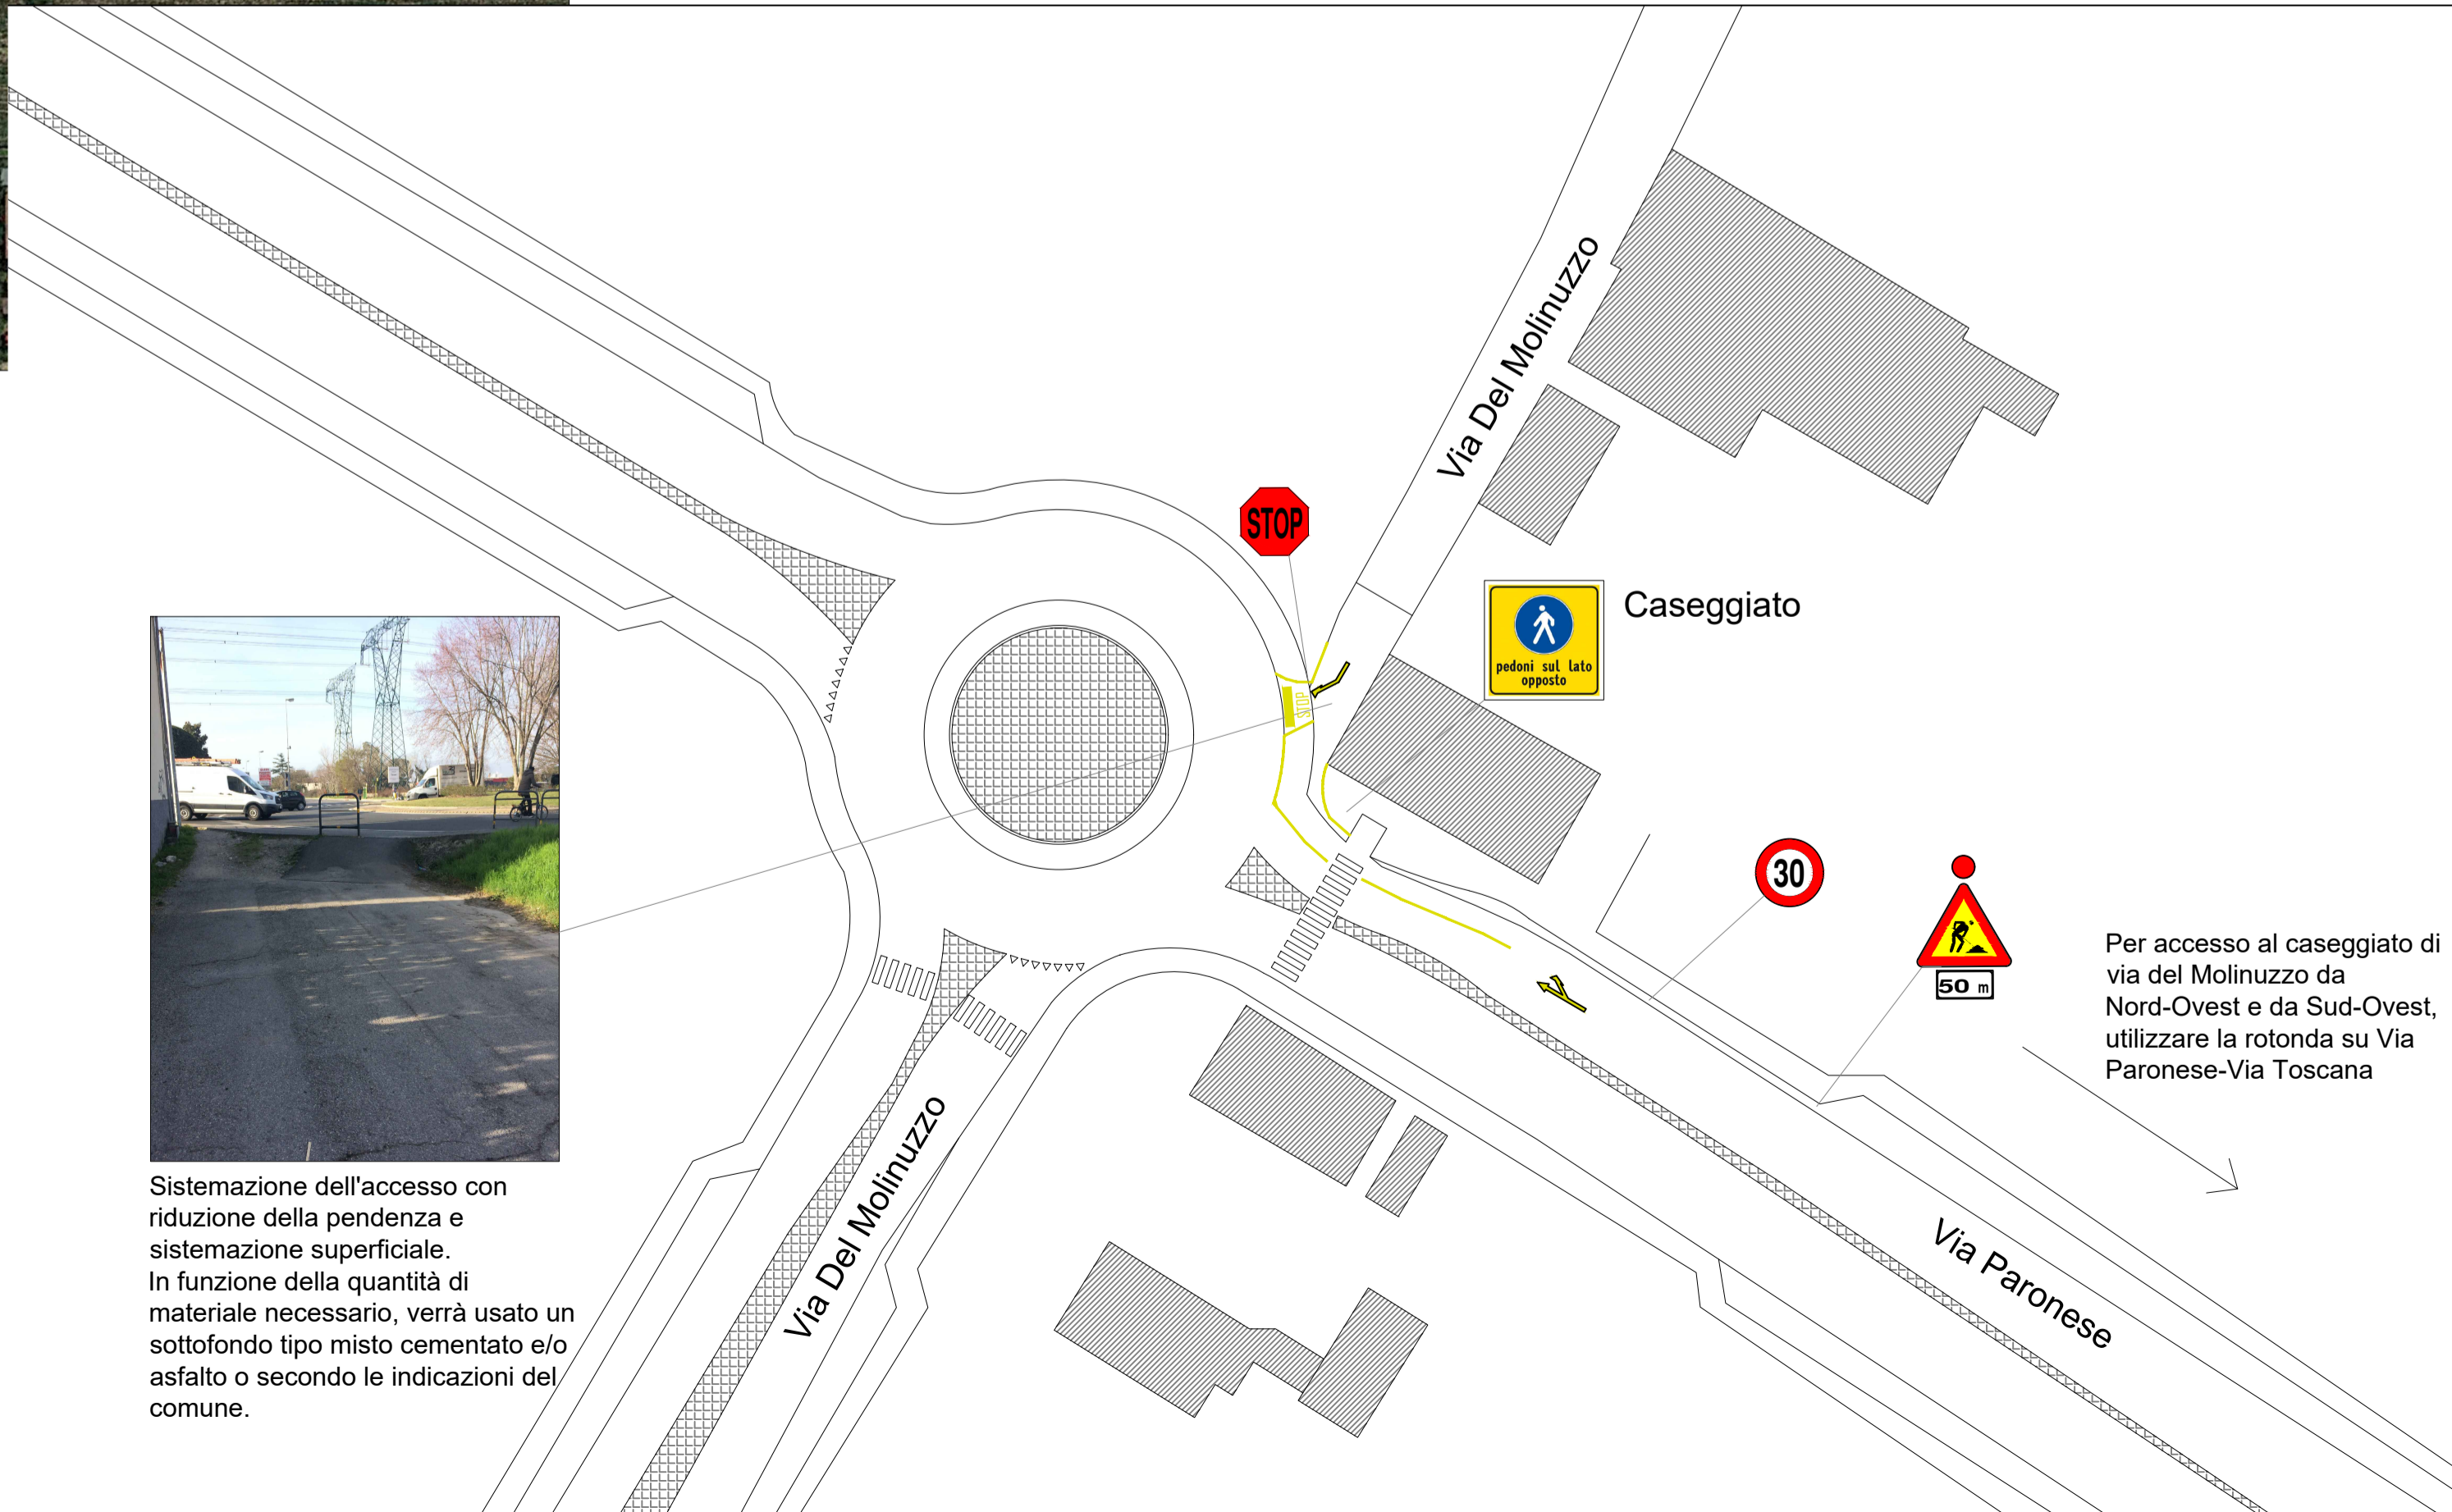 Via Del Molinuzzo
STOP
pedoni sul lato
opposto
Caseggiato
STOP
30
50 m
Per accesso al caseggiato di
via del Molinuzzo da
Nord-Ovest e da Sud-Ovest,
utilizzare la rotonda su Via
Paronese-Via Toscana
Via Del Molinuzzo
Via Paronese
Sistemazione dell'accesso con
riduzione della pendenza e
sistemazione superficiale.
In funzione della quantità di
materiale necessario, verrà usato un
sottofondo tipo misto cementato e/o
asfalto o secondo le indicazioni del
comune.